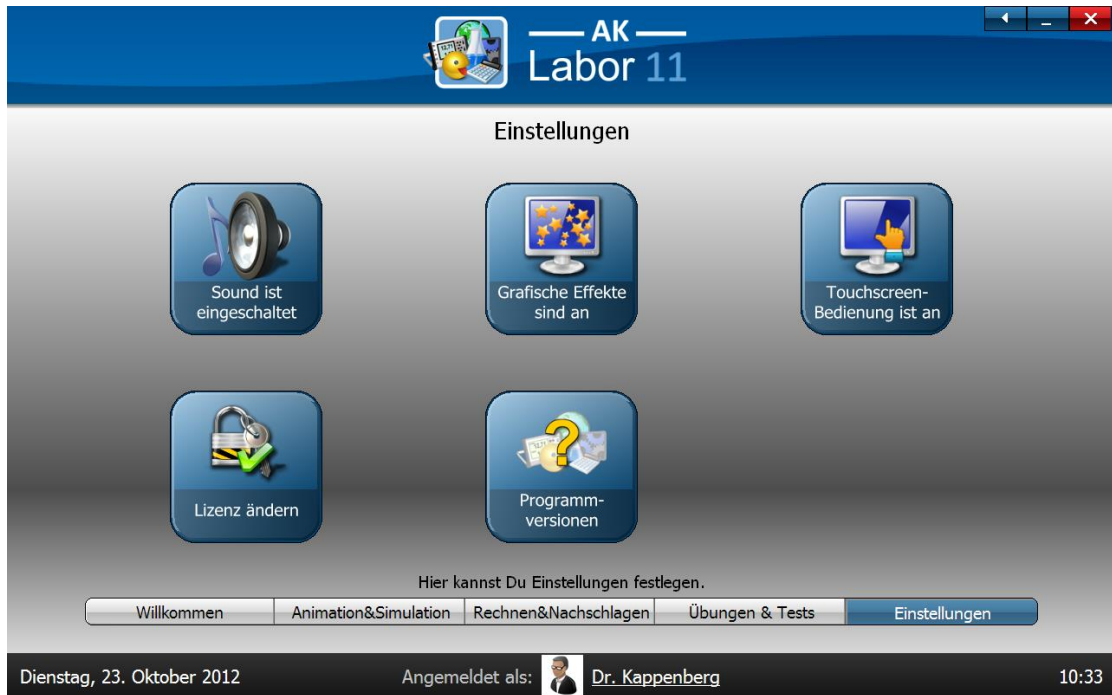 AK
Labor 11
Einstellungen
Sound ist
eingeschaltet
Grafische Effekte
sind an
Touchscreen-
Bedienung ist an
Lizenz ändern
Programm-
versionen
Hier kannst Du Einstellungen festlegen.
Willkommen Animation&Simulation Rechnen&Nachschlagen Übungen & Tests Einstellungen
Dienstag, 23. Oktober 2012 Angemeldet als: Dr. Kappenberg 10:33